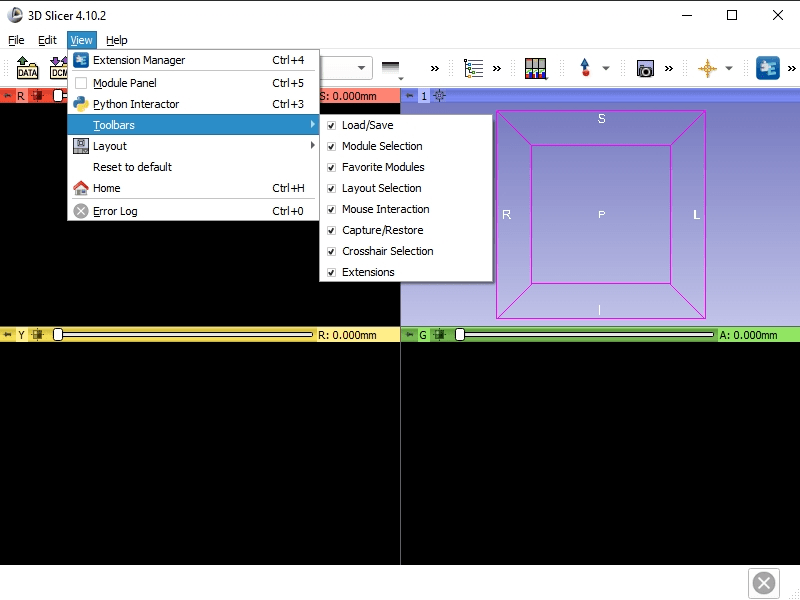 3D Slicer 4.10.2
File Edit View Help
Extension Manager Ctrl+4
DATA DCM
Module Panel Ctrl+5
R S: 0.000mm 1
Python Interactor Ctrl+3
Toolbars
Layout
Reset to default
Home Ctrl+H
Error Log Ctrl+0
Load/Save
Module Selection
Favorite Modules
Layout Selection
Mouse Interaction
Capture/Restore
Crosshair Selection
Extensions
S
R P L
I
Y R: 0.000mm G A: 0.000mm